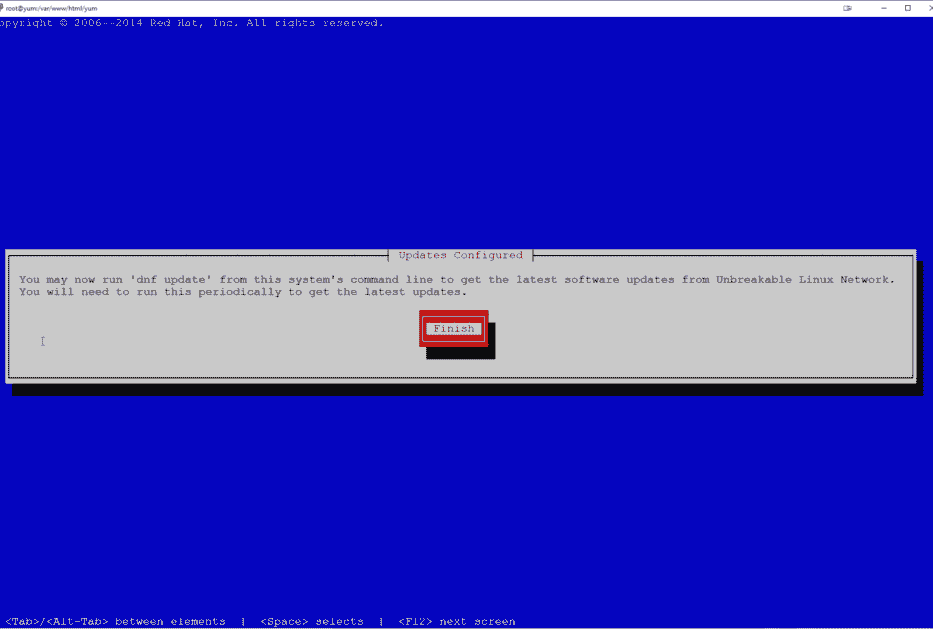 root@yum:/var/www/html/yum
opyright © 2006--2014 Red Hat, Inc. All rights reserved.
Updates Configured
You may now run 'dnf update' from this system's command line to get the latest software updates from Unbreakable Linux Network.
You will need to run this periodically to get the latest updates.
Finish
<Tab>/<Alt-Tab> between elements | <Space> selects | <F12> next screen